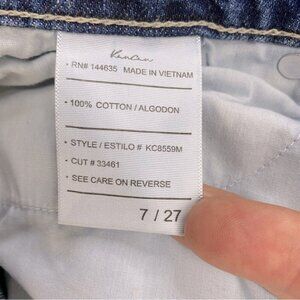 KanCan
· RN# 144635 MADE IN VIETNAM
· 100% COTTON / ALGODON
· STYLE / ESTILO # KC8559M
· CUT # 33461
· SEE CARE ON REVERSE
7 / 27